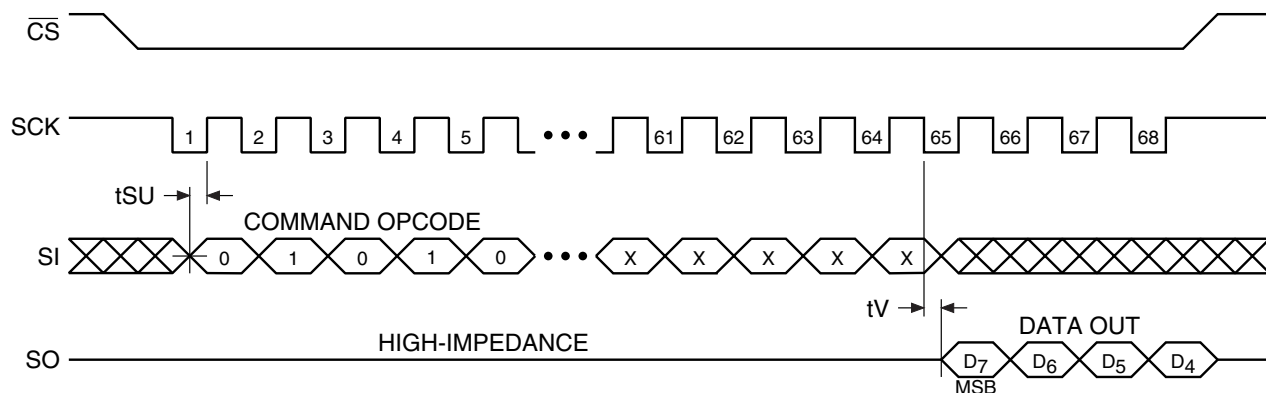 CS
SCK 1 2 3 4 5 ••• 61 62 63 64 65 66 67 68
tSU
COMMAND OPCODE
SI 0 1 0 1 0 ••• X X X X X
tV
HIGH-IMPEDANCE
DATA OUT
SO D7 D6 D5 D4
MSB